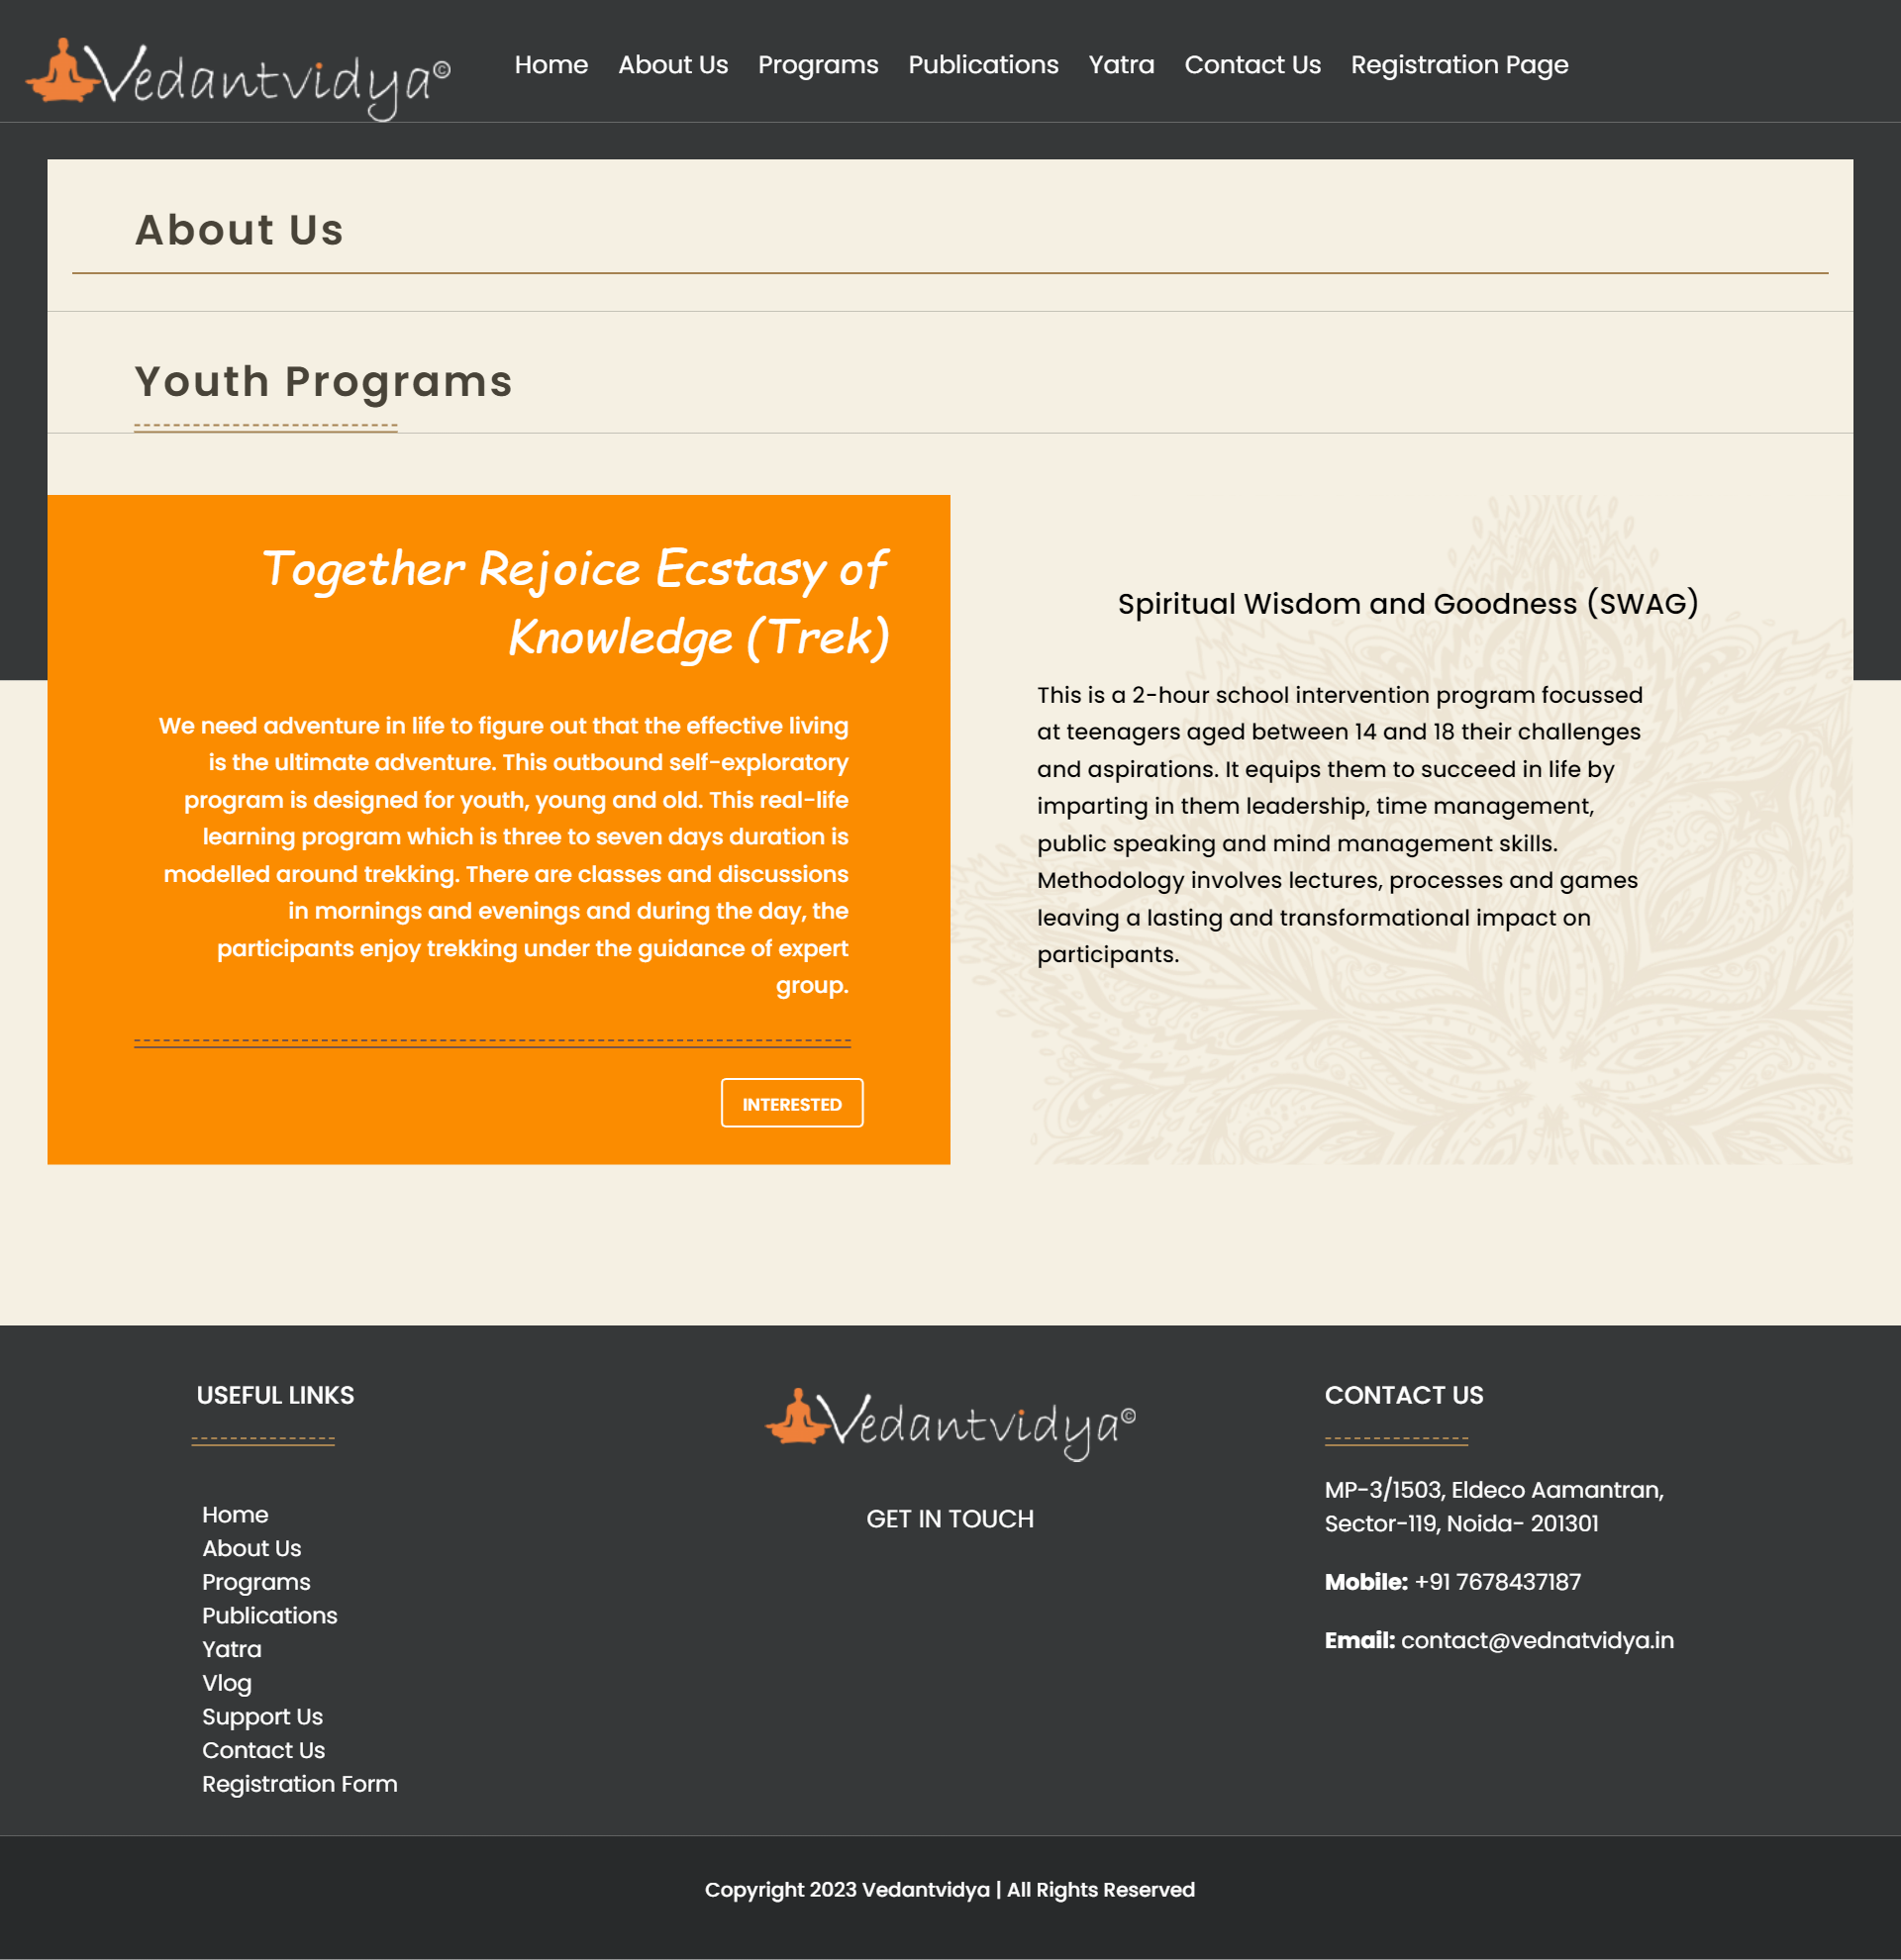 Vedantvidya©
Home About Us Programs Publications Yatra Contact Us Registration Page
About Us
Youth Programs
Together Rejoice Ecstasy of
Knowledge (Trek)
We need adventure in life to figure out that the effective living
is the ultimate adventure. This outbound self-exploratory
program is designed for youth, young and old. This real-life
learning program which is three to seven days duration is
modelled around trekking. There are classes and discussions
in mornings and evenings and during the day, the
participants enjoy trekking under the guidance of expert
group.
INTERESTED
Spiritual Wisdom and Goodness (SWAG)
This is a 2-hour school intervention program focussed
at teenagers aged between 14 and 18 their challenges
and aspirations. It equips them to succeed in life by
imparting in them leadership, time management,
public speaking and mind management skills.
Methodology involves lectures, processes and games
leaving a lasting and transformational impact on
participants.
USEFUL LINKS
Home
About Us
Programs
Publications
Yatra
Vlog
Support Us
Contact Us
Registration Form
Vedantvidya©
GET IN TOUCH
CONTACT US
MP-3/1503, Eldeco Aamantran,
Sector-119, Noida- 201301
Mobile: +91 7678437187
Email: contact@vednatvidya.in
Copyright 2023 Vedantvidya | All Rights Reserved